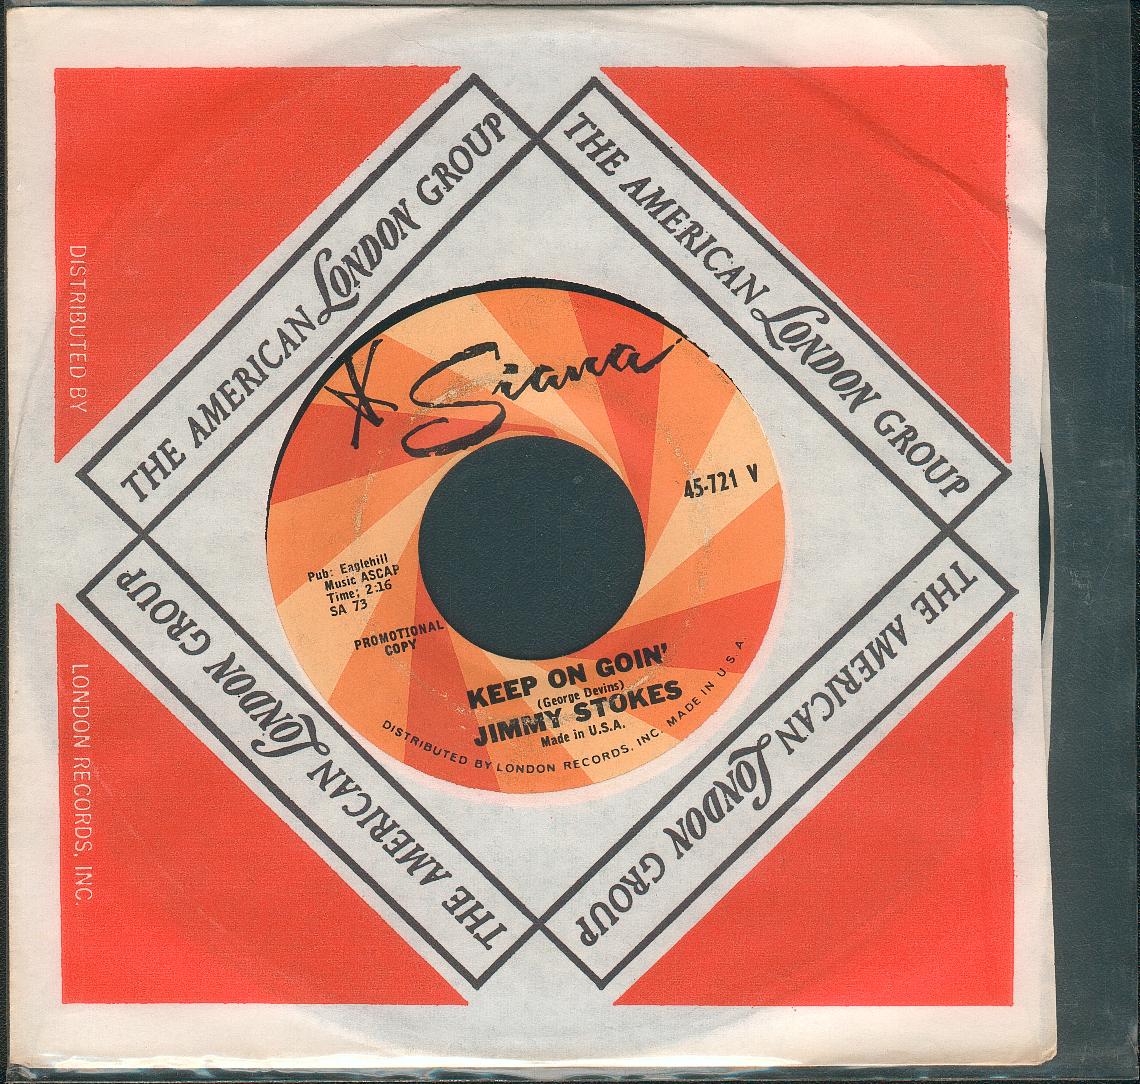 THE AMERICAN LONDON GROUP
THE AMERICAN LONDON GROUP
DISTRIBUTED BY
LONDON RECORDS, INC.
Siana
45-721 V
Pub: Eaglehill
Music ASCAP
Time; 2:16
SA 73
PROMOTIONAL
COPY
KEEP ON GOIN'
(George Devins)
JIMMY STOKES
Made in U.S.A.
DISTRIBUTED BY LONDON RECORDS, INC. MADE IN U.S.A.
THE AMERICAN LONDON GROUP
THE AMERICAN LONDON GROUP